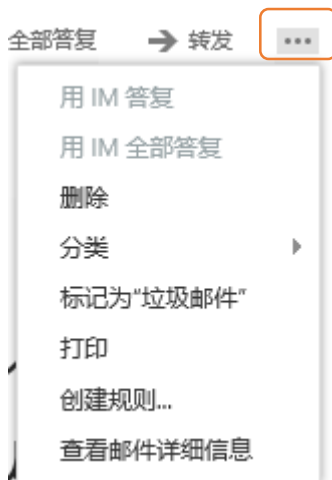 全部答复 转发 ···
用 IM 答复
用 IM 全部答复
删除
分类
标记为“垃圾邮件”
打印
创建规则...
查看邮件详细信息